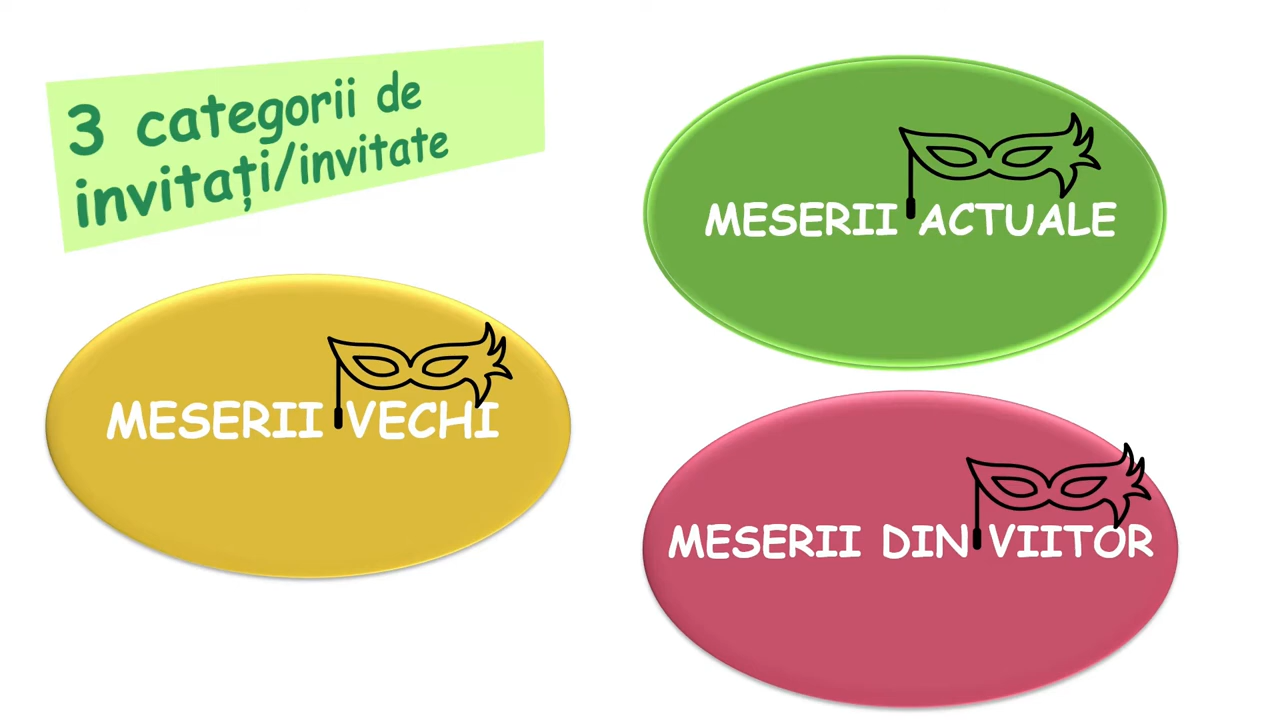 3 categorii de
invitați/invitate
MESERII ACTUALE
MESERII VECHI
MESERII DIN VIITOR